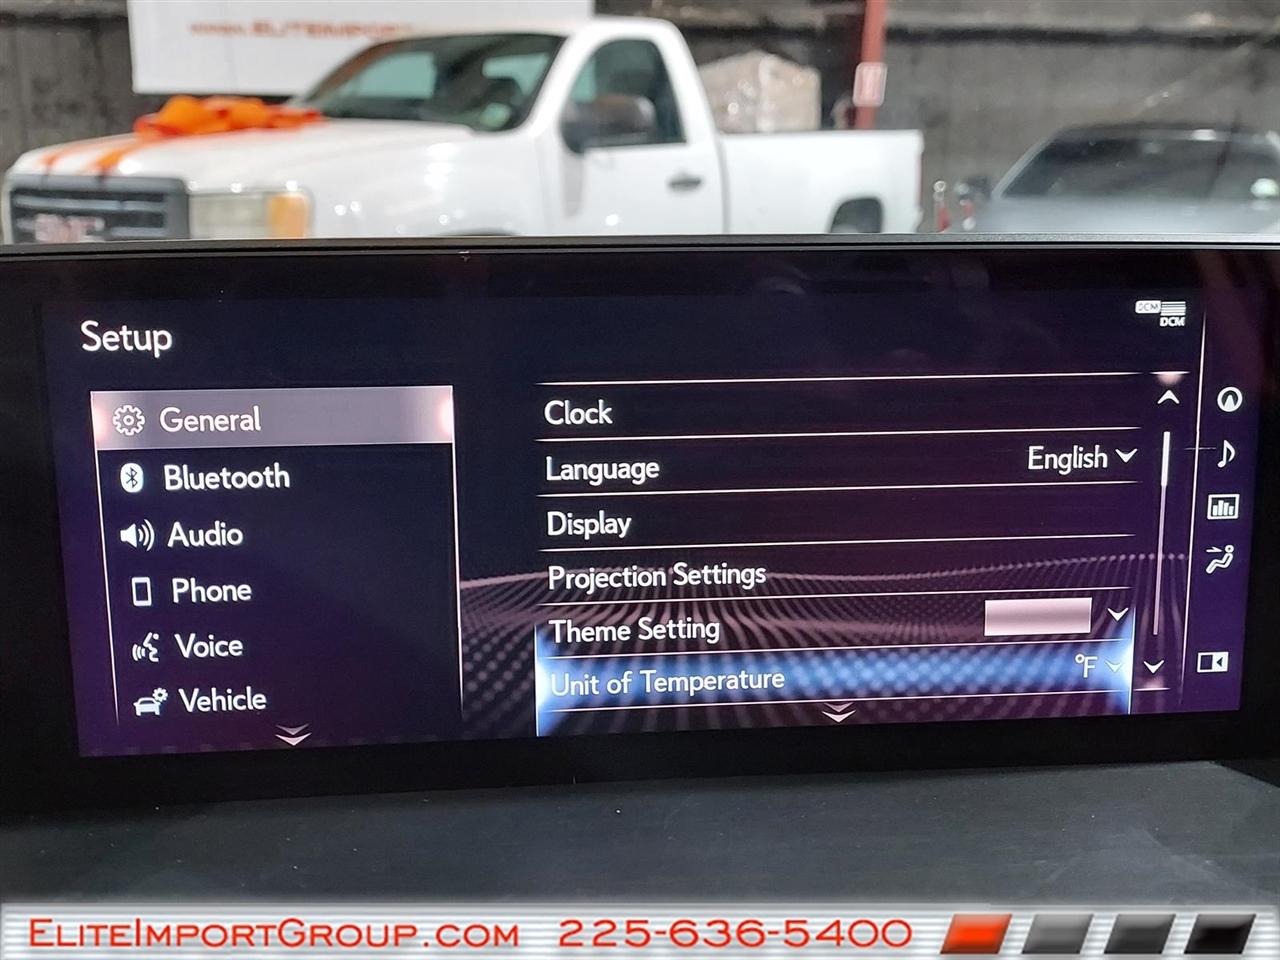 Setup
DCM
DCM
General
Bluetooth
Audio
Phone
Voice
Vehicle
Clock
Language English
Display
Projection Settings
Theme Setting
Unit of Temperature °F
ELITEIMPORTGROUP.COM 225-636-5400